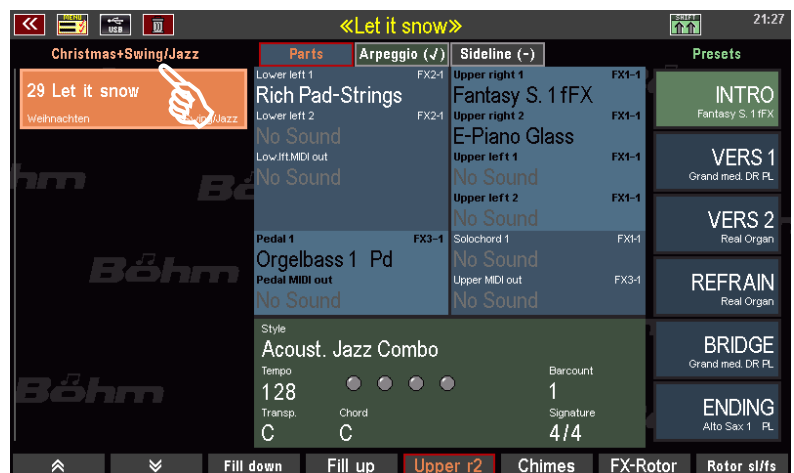 MENU
USB
«Let it snow»
SHIFT
21:27
Christmas+Swing/Jazz
Parts
Arpeggio (√)
Sideline (-)
Presets
29 Let it snow
Weihnachten
Swing/Jazz
Lower left 1 FX2-1
Rich Pad-Strings
Lower left 2 FX2-1
No Sound
Low.lft.MIDI out
No Sound
Upper right 1 FX1-1
Fantasy S. 1 fFX
Upper right 2 FX1-1
E-Piano Glass
Upper left 1 FX1-1
No Sound
Upper left 2 FX1-1
No Sound
Pedal 1 FX3-1
Orgelbass 1 Pd
Pedal MIDI out
No Sound
Solochord 1 FX1-1
No Sound
Upper MIDI out FX3-1
No Sound
Style
Acoust. Jazz Combo
Tempo
128
Barcount
1
Transp.
C
Chord
C
Signature
4/4
INTRO
Fantasy S. 1 fFX
VERS 1
Grand med. DR PL
VERS 2
Real Organ
REFRAIN
Real Organ
BRIDGE
Grand med. DR PL
ENDING
Alto Sax 1 PL
Böhm
Böhm
Fill down
Fill up
Upper r2
Chimes
FX-Rotor
Rotor sl/fs